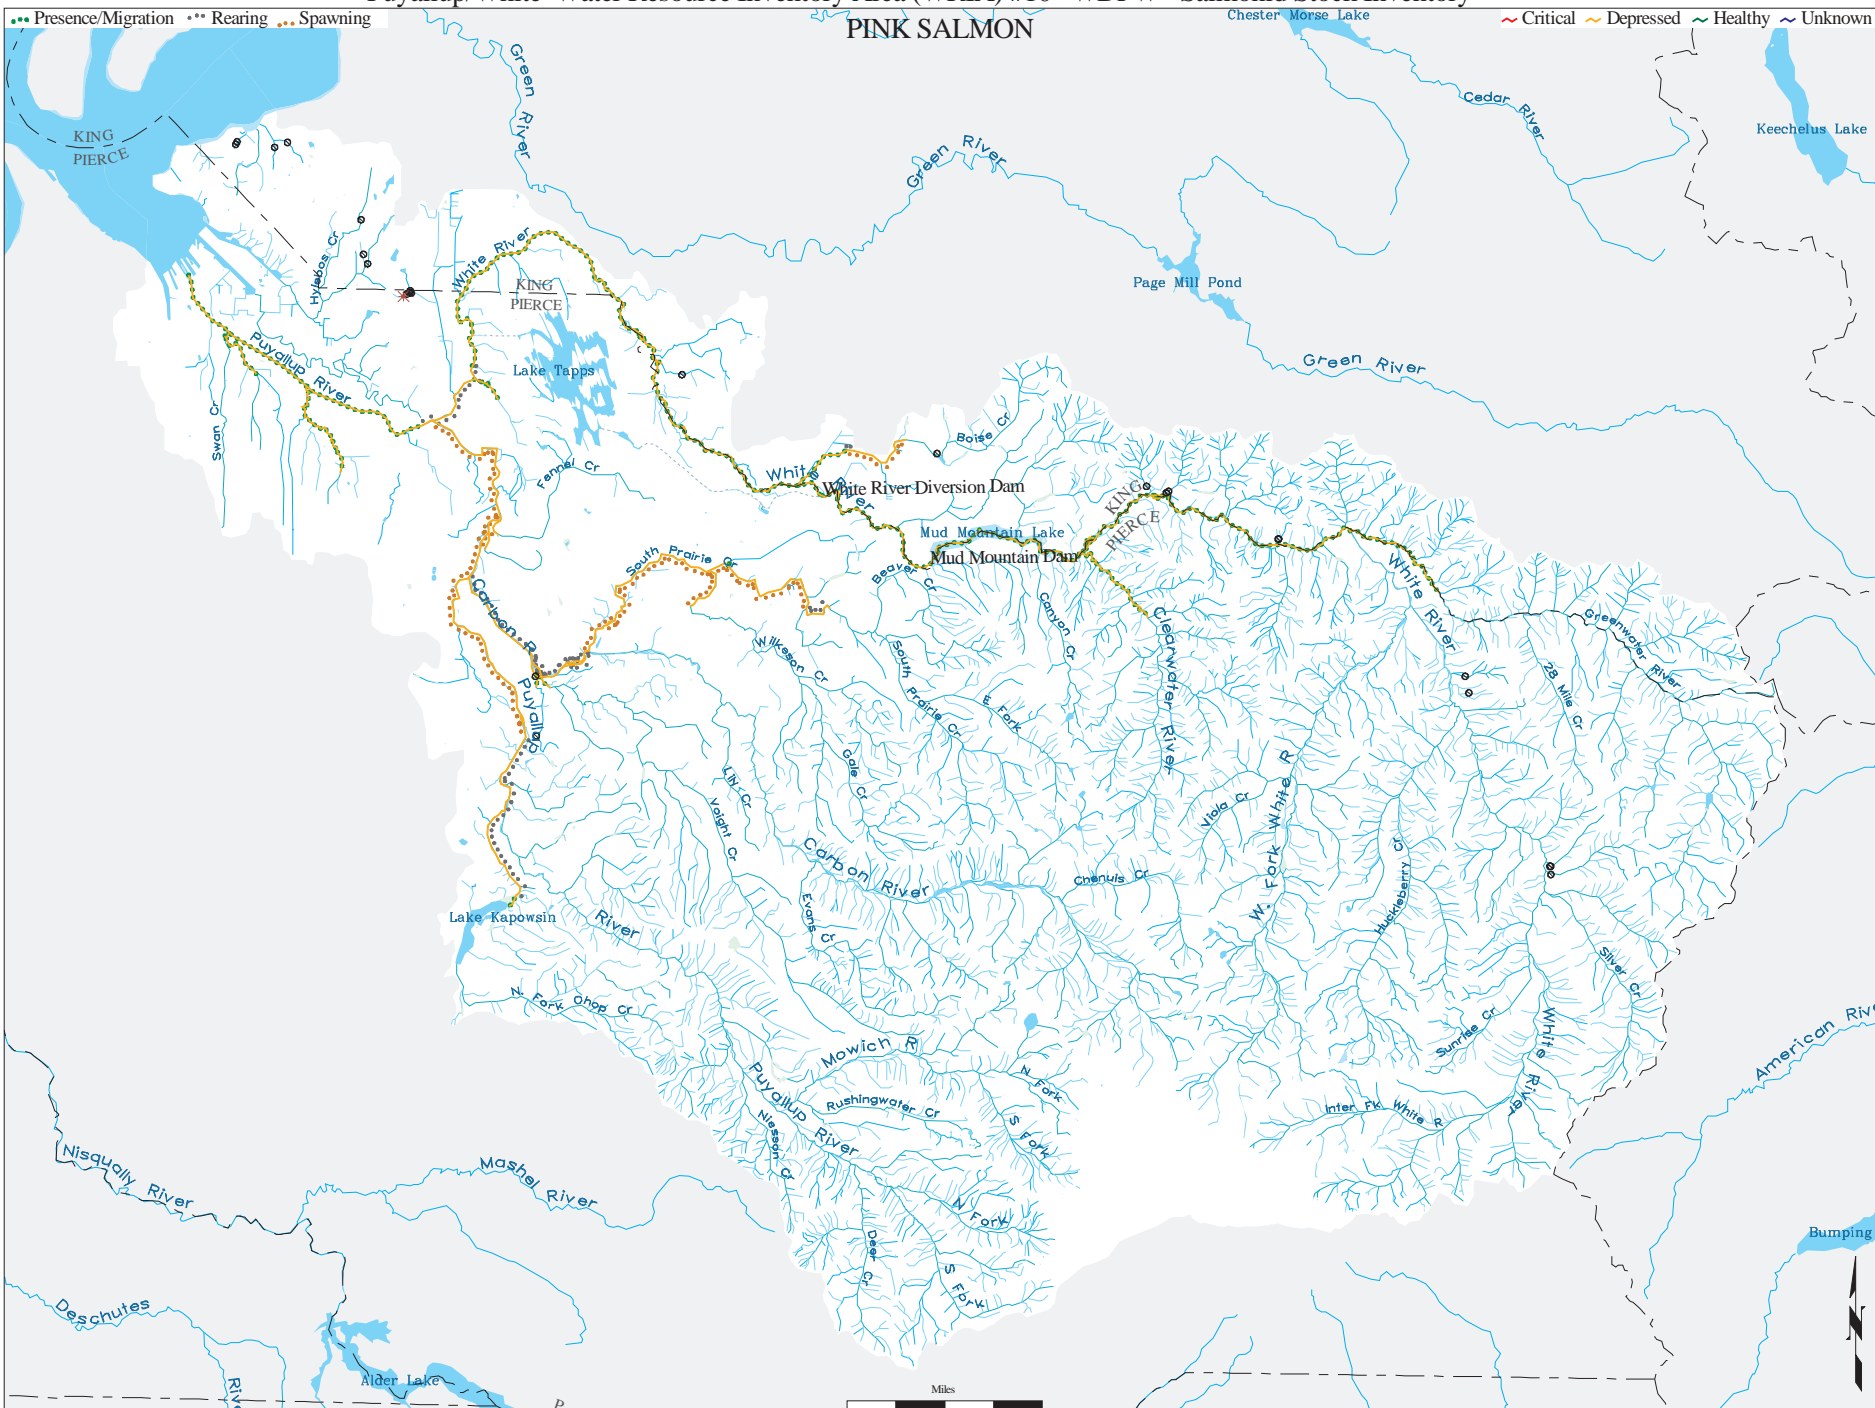 PINK SALMON
Presence/Migration Rearing Spawning
Critical Depressed Healthy Unknown
Chester Morse Lake
Green River
Cedar River
Keechelus Lake
KING
PIERCE
Green River
Hylebos Cr
White River
KING
PIERCE
Page Mill Pond
Green River
Puyallup River
Lake Tapps
Swan Cr
Fennel Cr
Boise Cr
White River
White River Diversion Dam
KING
PIERCE
Mud Mountain Lake
Mud Mountain Dam
South Prairie Cr
Beaver Cr
Carbon R
Canyon Cr
Clearwater River
White River
Greenwater River
Wilkeson Cr
South Prairie Cr
E Fork
28 Mile Cr
Puyallup
Gale Cr
Lily Cr
Voight Cr
Viola Cr
W. Fork White R
Carbon River
Chenuis Cr
Huckleberry Cr
Evans Cr
Lake Kapowsin
River
Silver Cr
N. Fork Ohop Cr
Sunrise Cr
White River
American
Mowich R
N Fork
Puyallup River
Rushingwater Cr
S Fork
Inter Fk White R
Niesson Cr
Nisqually River
Mashel River
N Fork
Deer Cr
S Fork
Bumping
Deschutes
Alder Lake
Miles
N